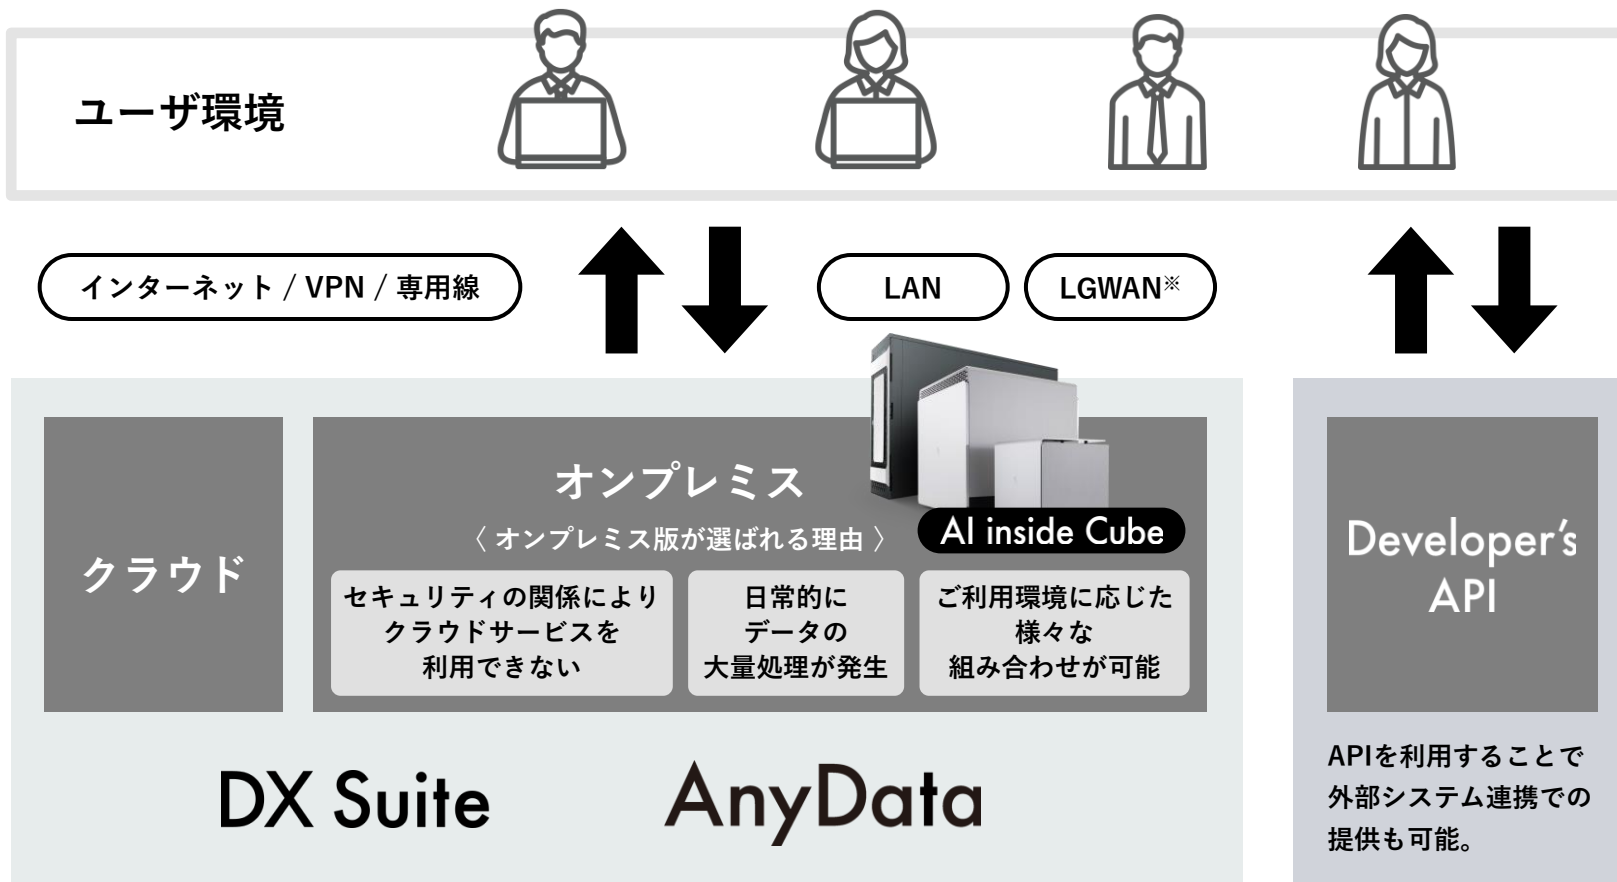 ユーザ環境
インターネット / VPN / 専用線
LAN
LGWAN※
クラウド
オンプレミス
〈 オンプレミス版が選ばれる理由 〉
AI inside Cube
セキュリティの関係により
クラウドサービスを
利用できない
日常的に
データの
大量処理が発生
ご利用環境に応じた
様々な
組み合わせが可能
DX Suite
AnyData
Developer's
API
APIを利用することで
外部システム連携での
提供も可能。